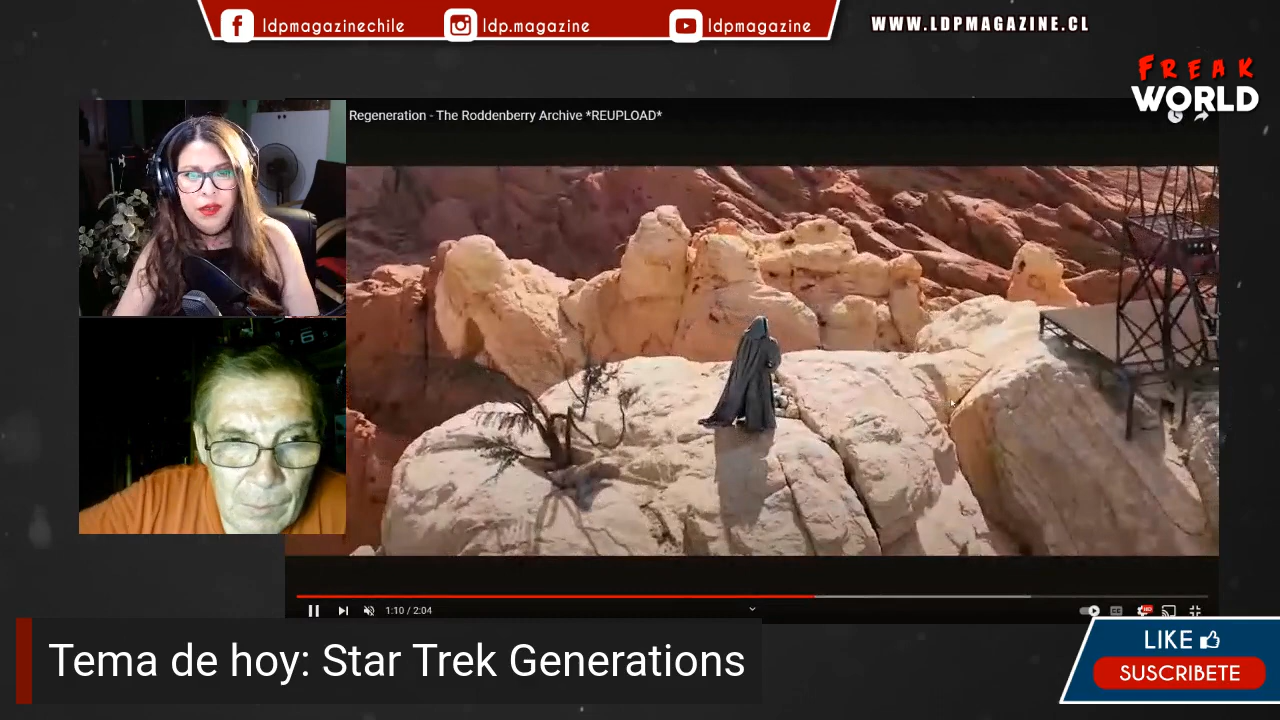 ldpmagazinechile
ldp.magazine
ldpmagazine
WWW.LDPMAGAZINE.CL
FREAK
WORLD
Regeneration - The Roddenberry Archive *REUPLOAD*
1:10 / 2:04
Tema de hoy: Star Trek Generations
LIKE
SUSCRIBETE